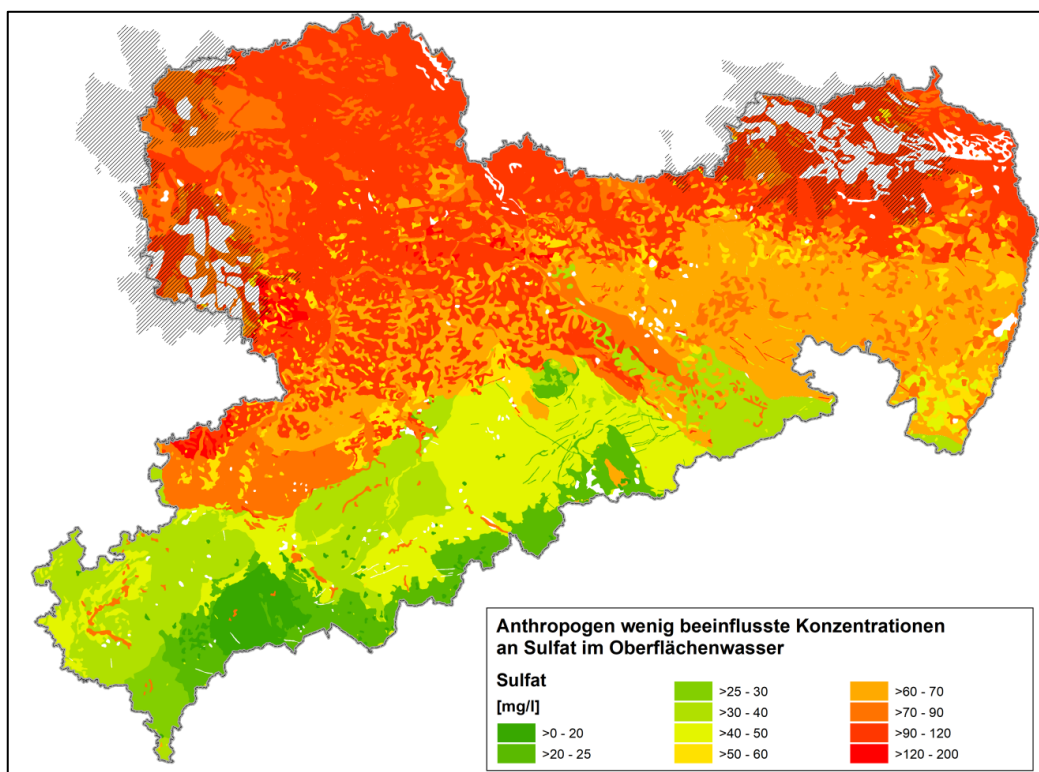 Anthropogen wenig beeinflusste Konzentrationen
an Sulfat im Oberflächenwasser
Sulfat
[mg/l]
>0 - 20
>20 - 25
>25 - 30
>30 - 40
>40 - 50
>50 - 60
>60 - 70
>70 - 90
>90 - 120
>120 - 200